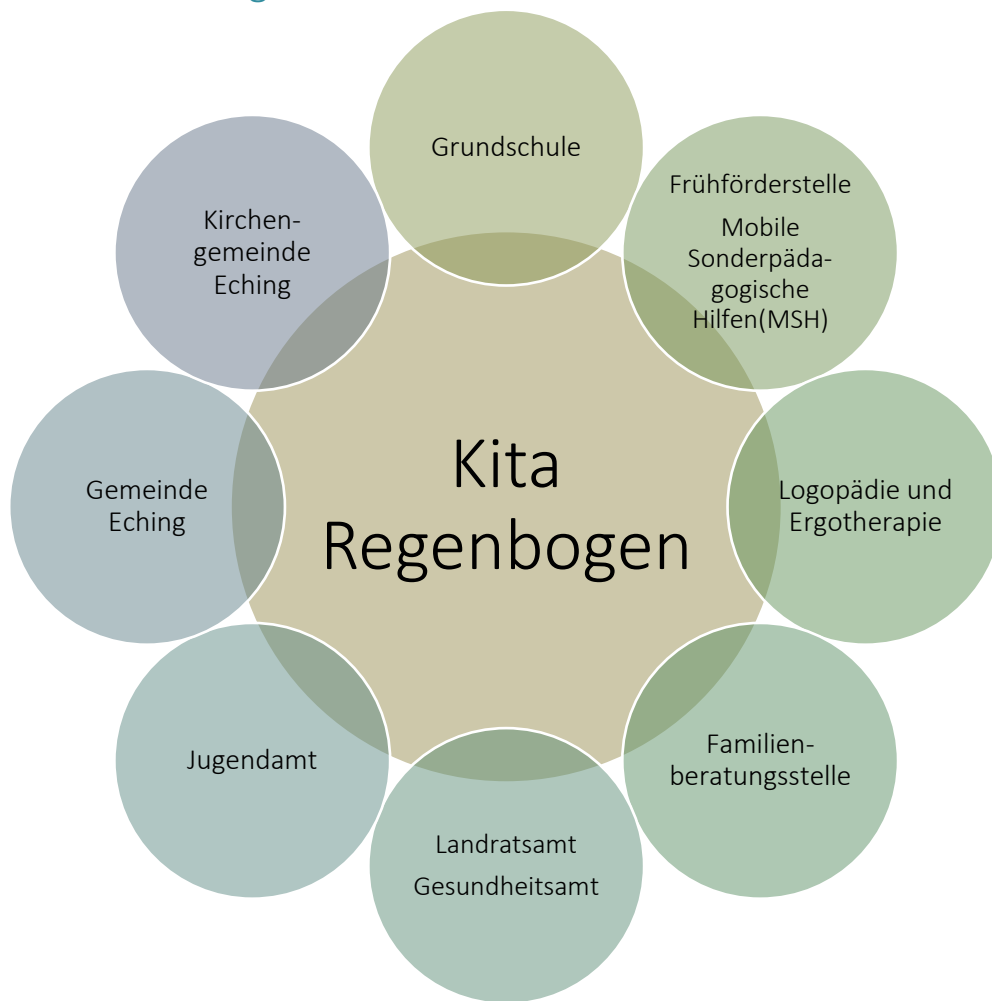 Grundschule
Frühförderstelle
Mobile
Sonderpäda-
gogische
Hilfen(MSH)
Logopädie und
Ergotherapie
Familien-
beratungsstelle
Landratsamt
Gesundheitsamt
Jugendamt
Gemeinde
Eching
Kirchen-
gemeinde
Eching
Kita
Regenbogen